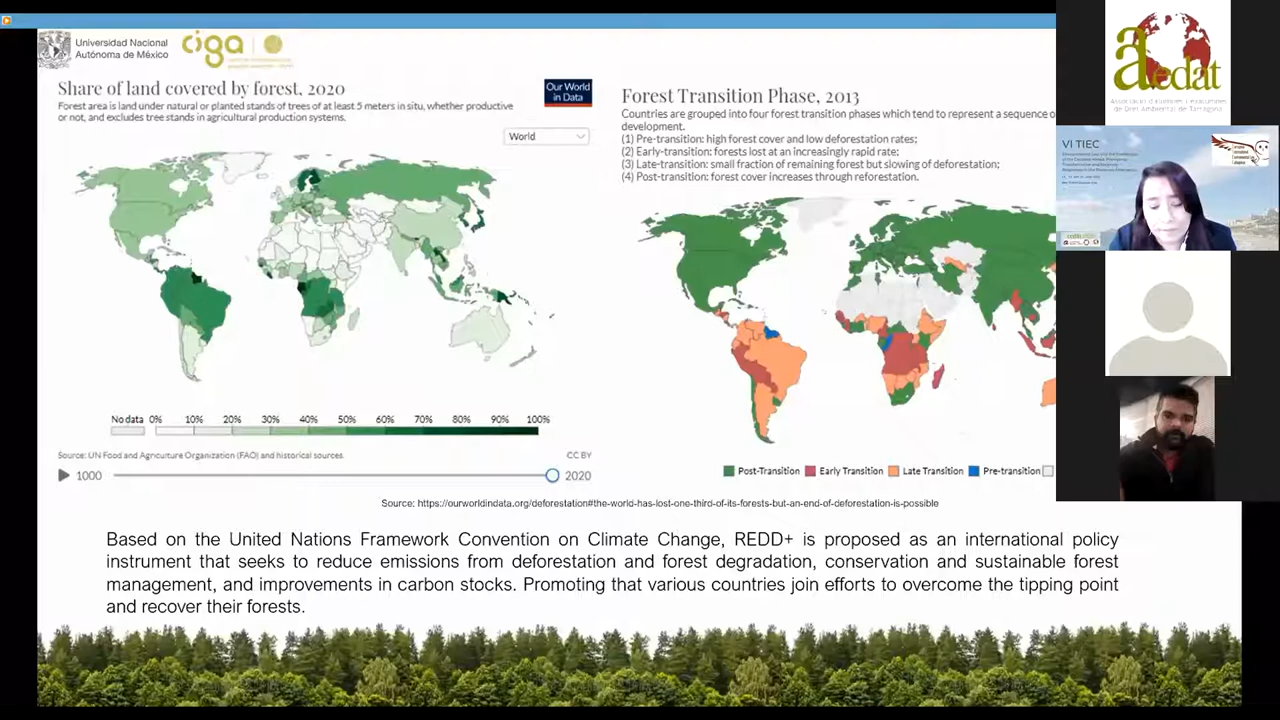 Universidad Nacional
Autónoma de México
ciga
Share of land covered by forest, 2020
Forest area is land under natural or planted stands of trees of at least 5 meters in situ, whether productive
or not, and excludes tree stands in agricultural production systems.
Our World
in Data
World
No data 0% 10% 20% 30% 40% 50% 60% 70% 80% 90% 100%
Source: UN Food and Agriculture Organization (FAO) and historical sources.
CC BY
1000
2020
Forest Transition Phase, 2013
Countries are grouped into four forest transition phases which tend to represent a sequence o
development.
(1) Pre-transition: high forest cover and low deforestation rates;
(2) Early-transition: forests lost at an increasingly rapid rate;
(3) Late-transition: small fraction of remaining forest but slowing of deforestation;
(4) Post-transition: forest cover increases through reforestation.
Post-Transition Early Transition Late Transition Pre-transition
Source: https://ourworldindata.org/deforestation#the-world-has-lost-one-third-of-its-forests-but-an-end-of-deforestation-is-possible
Based on the United Nations Framework Convention on Climate Change, REDD+ is proposed as an international policy
instrument that seeks to reduce emissions from deforestation and forest degradation, conservation and sustainable forest
management, and improvements in carbon stocks. Promoting that various countries join efforts to overcome the tipping point
and recover their forests.
aedat
Associació d'alumnes i exalumnes
de Dret Ambiental de Tarragona
VI TIEC